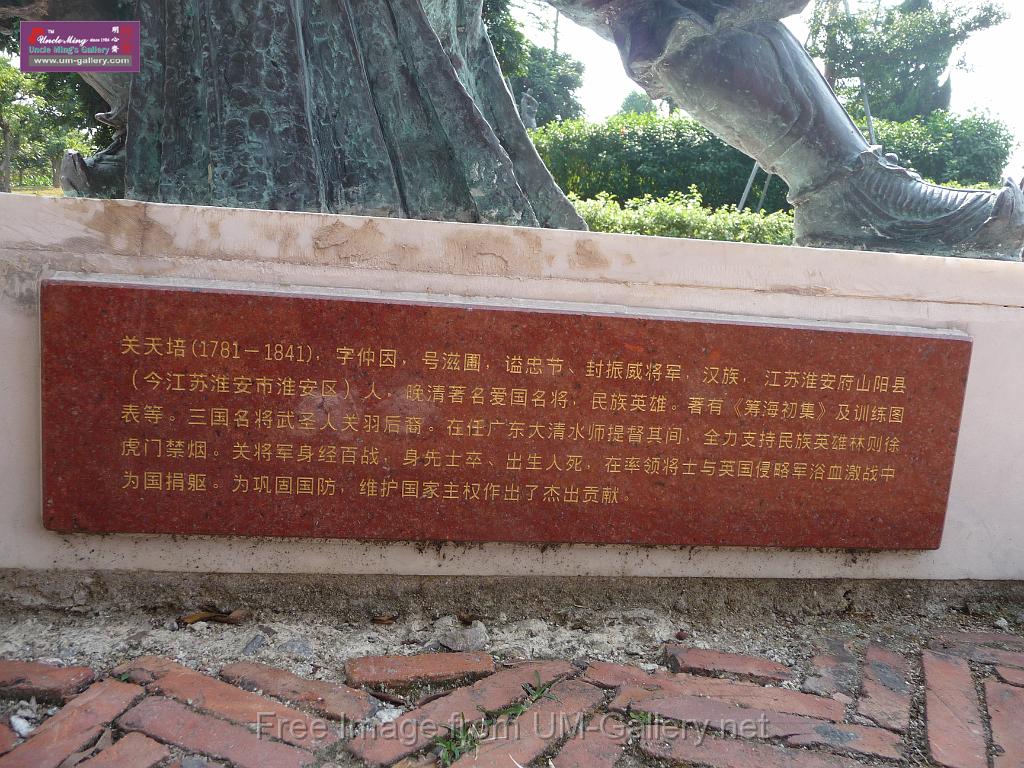 TM
Uncle Ming since 1984
Uncle Ming's Gallery
www.um-gallery.com
明心齋
关天培(1781－1841)，字仲因，号滋圃，谥忠节、封振威将军，汉族，江苏淮安府山阳县
（今江苏淮安市淮安区）人，晚清著名爱国名将，民族英雄。著有《筹海初集》及训练图
表等。三国名将武圣人关羽后裔。在任广东大清水师提督其间，全力支持民族英雄林则徐
虎门禁烟。关将军身经百战，身先士卒、出生入死，在率领将士与英国侵略军浴血激战中
为国捐躯。为巩固国防，维护国家主权作出了杰出贡献。
Free Image from UM-Gallery.net